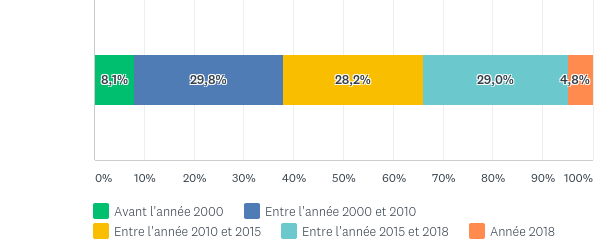 8,1% 29,8% 28,2% 29,0% 4,8%
0% 10% 20% 30% 40% 50% 60% 70% 80% 90% 100%
Avant l'année 2000 Entre l'année 2000 et 2010
Entre l'année 2010 et 2015 Entre l'année 2015 et 2018 Année 2018